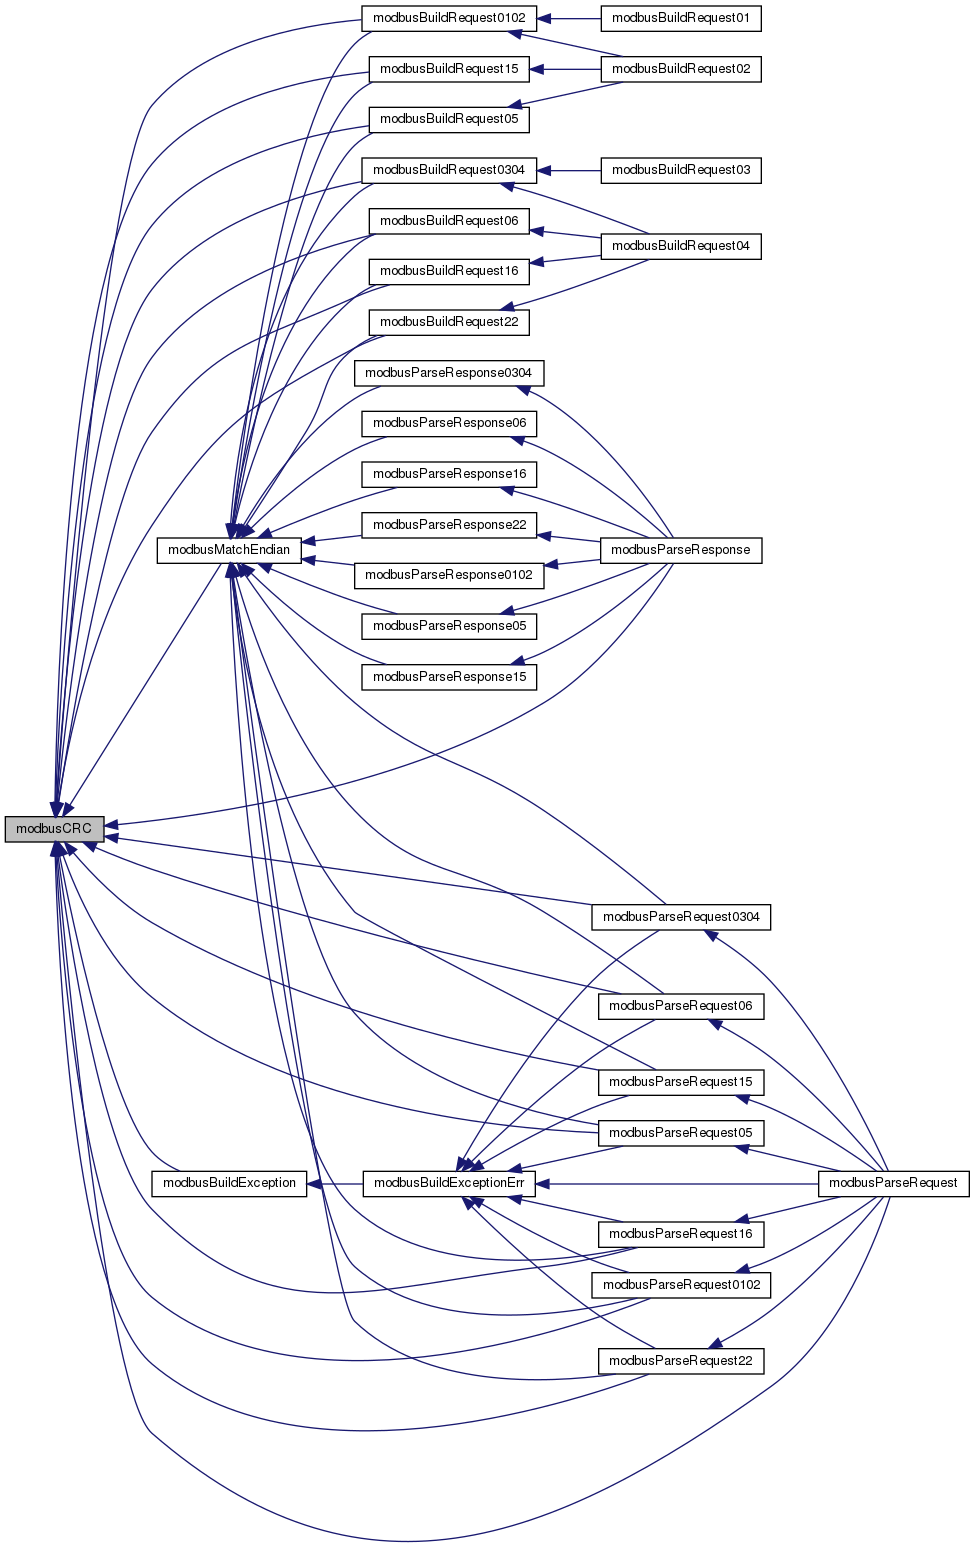 modbusBuildRequest0102
modbusBuildRequest01
modbusBuildRequest15
modbusBuildRequest02
modbusBuildRequest05
modbusBuildRequest0304
modbusBuildRequest03
modbusBuildRequest06
modbusBuildRequest04
modbusBuildRequest16
modbusBuildRequest22
modbusParseResponse0304
modbusParseResponse06
modbusParseResponse16
modbusParseResponse22
modbusMatchEndian
modbusParseResponse
modbusParseResponse0102
modbusParseResponse05
modbusParseResponse15
modbusCRC
modbusParseRequest0304
modbusParseRequest06
modbusParseRequest15
modbusParseRequest05
modbusBuildException
modbusBuildExceptionErr
modbusParseRequest
modbusParseRequest16
modbusParseRequest0102
modbusParseRequest22